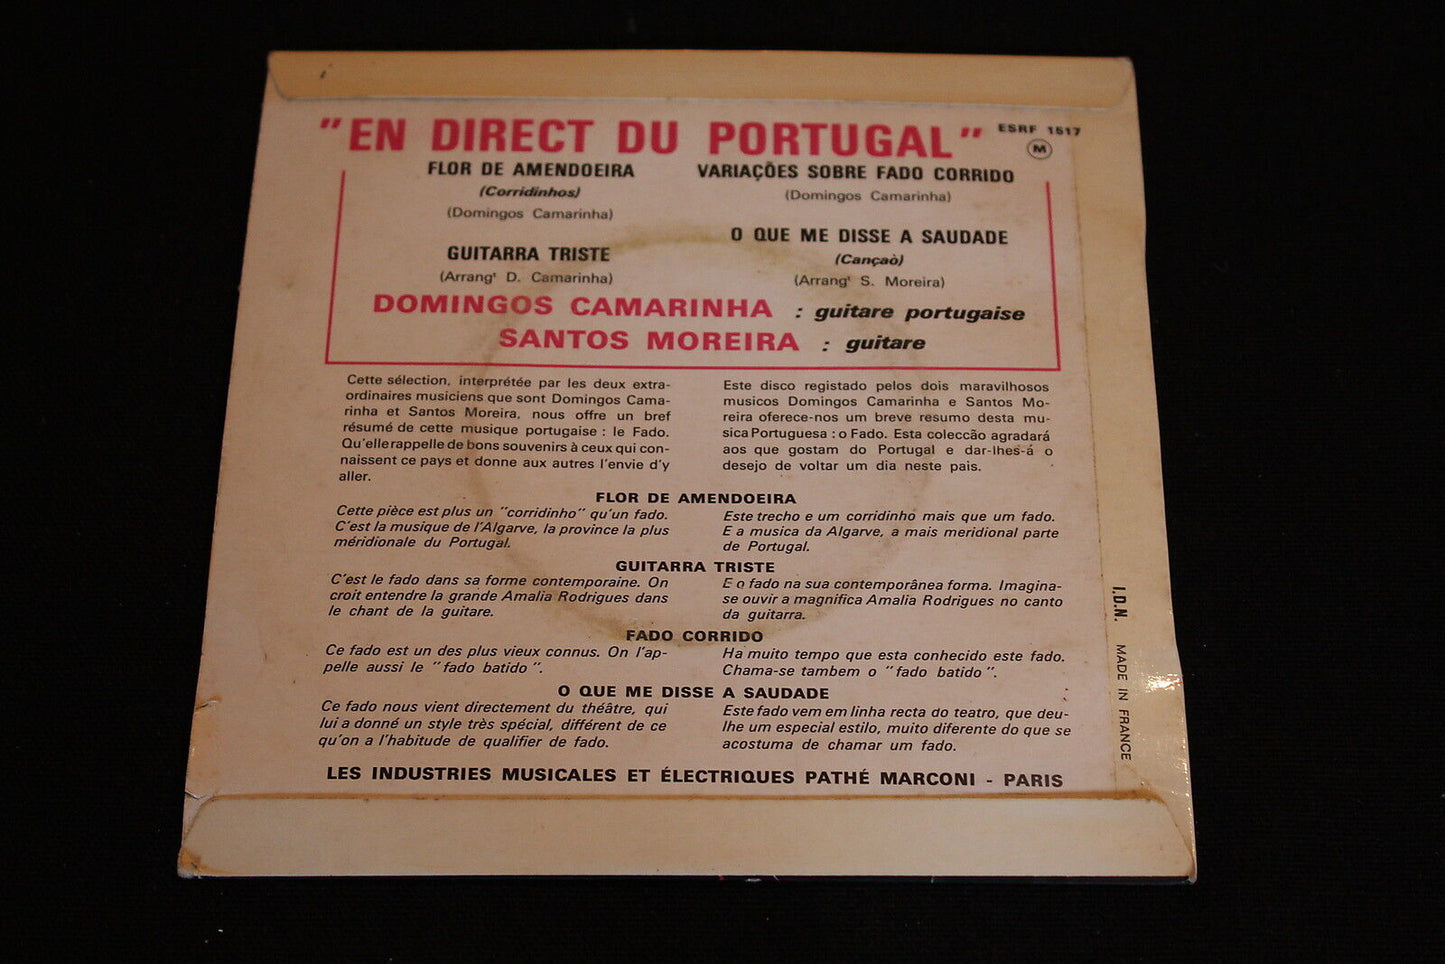 "EN DIRECT DU PORTUGAL"
ESRF 1517
M
FLOR DE AMENDOEIRA
(Corridinhos)
(Domingos Camarinha)
GUITARRA TRISTE
(Arrangt D. Camarinha)
VARIAÇÕES SOBRE FADO CORRIDO
(Domingos Camarinha)
O QUE ME DISSE A SAUDADE
(Cançaò)
(Arrangt S. Moreira)
DOMINGOS CAMARINHA : guitare portugaise
SANTOS MOREIRA : guitare
Cette sélection, interprétée par les deux extra-
ordinaires musiciens que sont Domingos Cama-
rinha et Santos Moreira, nous offre un bref
résumé de cette musique portugaise : le Fado.
Qu'elle rappelle de bons souvenirs à ceux qui con-
naissent ce pays et donne aux autres l'envie d'y
aller.
Este disco registado pelos dois maravilhosos
musicos Domingos Camarinha e Santos Mo-
reira oferece-nos um breve resumo desta mu-
sica Portuguesa : o Fado. Esta coleccão agradará
aos que gostam do Portugal e dar-lhes-á o
desejo de voltar um dia neste pais.
FLOR DE AMENDOEIRA
Cette pièce est plus un "corridinho" qu'un fado.
C'est la musique de l'Algarve, la province la plus
méridionale du Portugal.
Este trecho e um corridinho mais que um fado.
E a musica da Algarve, a mais meridional parte
de Portugal.
GUITARRA TRISTE
C'est le fado dans sa forme contemporaine. On
croit entendre la grande Amalia Rodrigues dans
le chant de la guitare.
E o fado na sua contemporânea forma. Imagina-
se ouvir a magnífica Amalia Rodrigues no canto
da guitarra.
FADO CORRIDO
Ce fado est un des plus vieux connus. On l'ap-
pelle aussi le "fado batido".
Ha muito tempo que esta conhecido este fado.
Chama-se tambem o "fado batido".
O QUE ME DISSE A SAUDADE
Ce fado nous vient directement du théâtre, qui
lui a donné un style très spécial, différent de ce
qu'on a l'habitude de qualifier de fado.
Este fado vem em linha recta do teatro, que deu-
lhe um especial estilo, muito diferente do que se
acostuma de chamar um fado.
LES INDUSTRIES MUSICALES ET ÉLECTRIQUES PATHÉ MARCONI - PARIS
I.D.N. MADE IN FRANCE